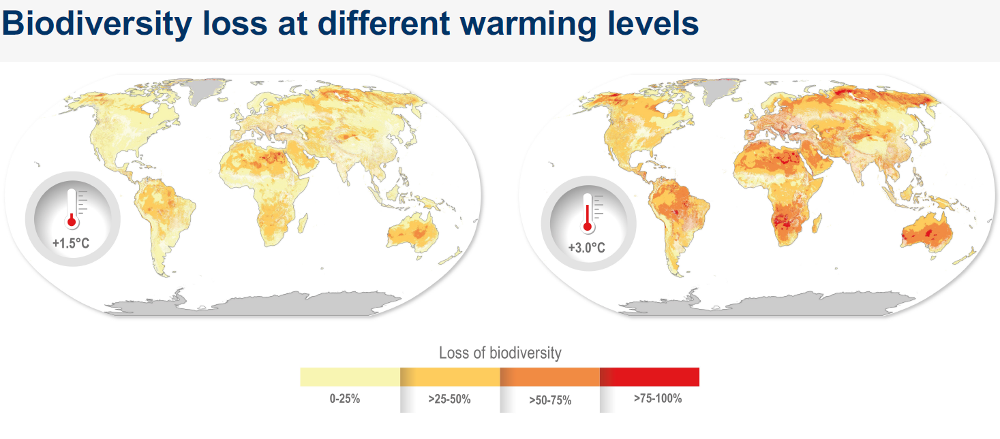 Biodiversity loss at different warming levels
+1.5°C
+3.0°C
Loss of biodiversity
0-25%
>25-50%
>50-75%
>75-100%